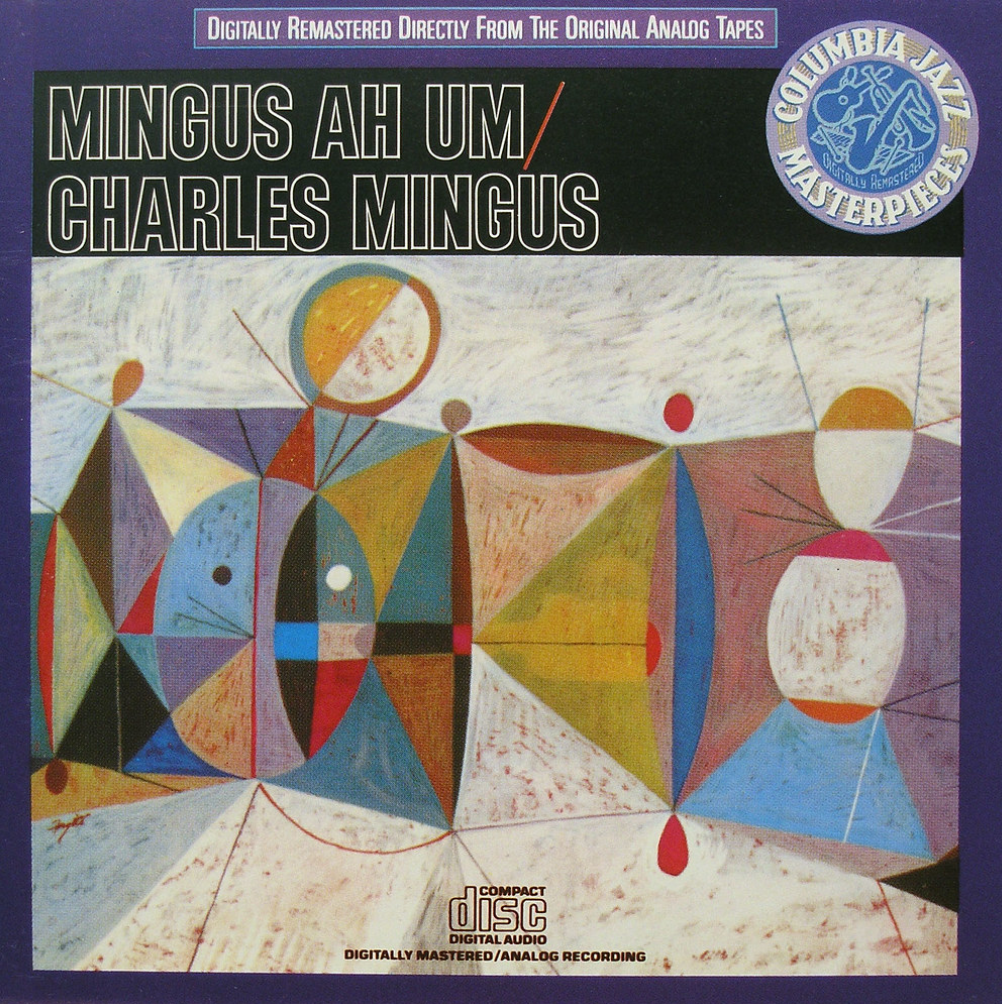 DIGITALLY REMASTERED DIRECTLY FROM THE ORIGINAL ANALOG TAPES
MINGUS AH UM/
CHARLES MINGUS
COLUMBIA JAZZ
MASTERPIECES
DIGITALLY REMASTERED
COMPACT
disc
DIGITAL AUDIO
DIGITALLY MASTERED/ANALOG RECORDING